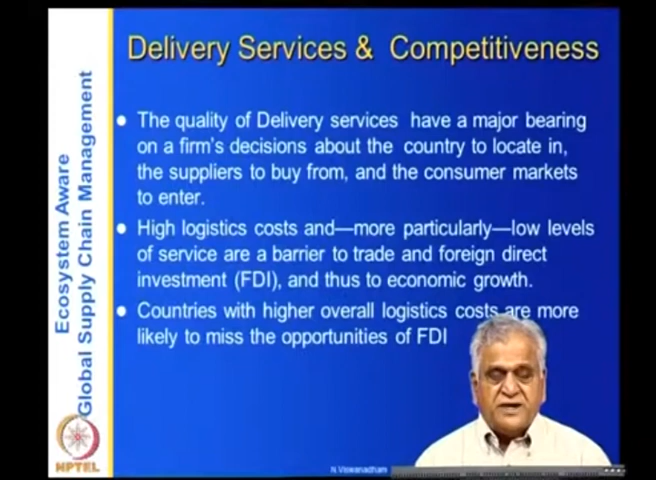 Delivery Services & Competitiveness
The quality of Delivery services have a major bearing
on a firm's decisions about the country to locate in,
the suppliers to buy from, and the consumer markets
to enter.
High logistics costs and—more particularly—low levels
of service are a barrier to trade and foreign direct
investment (FDI), and thus to economic growth.
Countries with higher overall logistics costs are more
likely to miss the opportunities of FDI
Ecosystem Aware
Global Supply Chain Management
NPTEL
N.Viswanadham